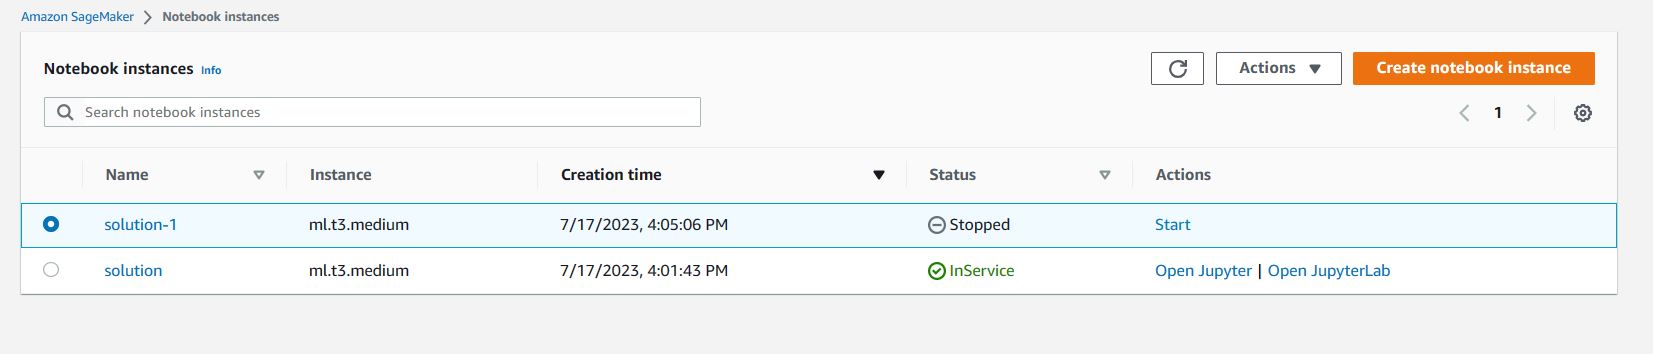 Amazon SageMaker > Notebook instances
Notebook instances Info
Actions
Create notebook instance
Search notebook instances
1
Name Instance Creation time Status Actions
solution-1 ml.t3.medium 7/17/2023, 4:05:06 PM Stopped Start
solution ml.t3.medium 7/17/2023, 4:01:43 PM InService Open Jupyter | Open JupyterLab